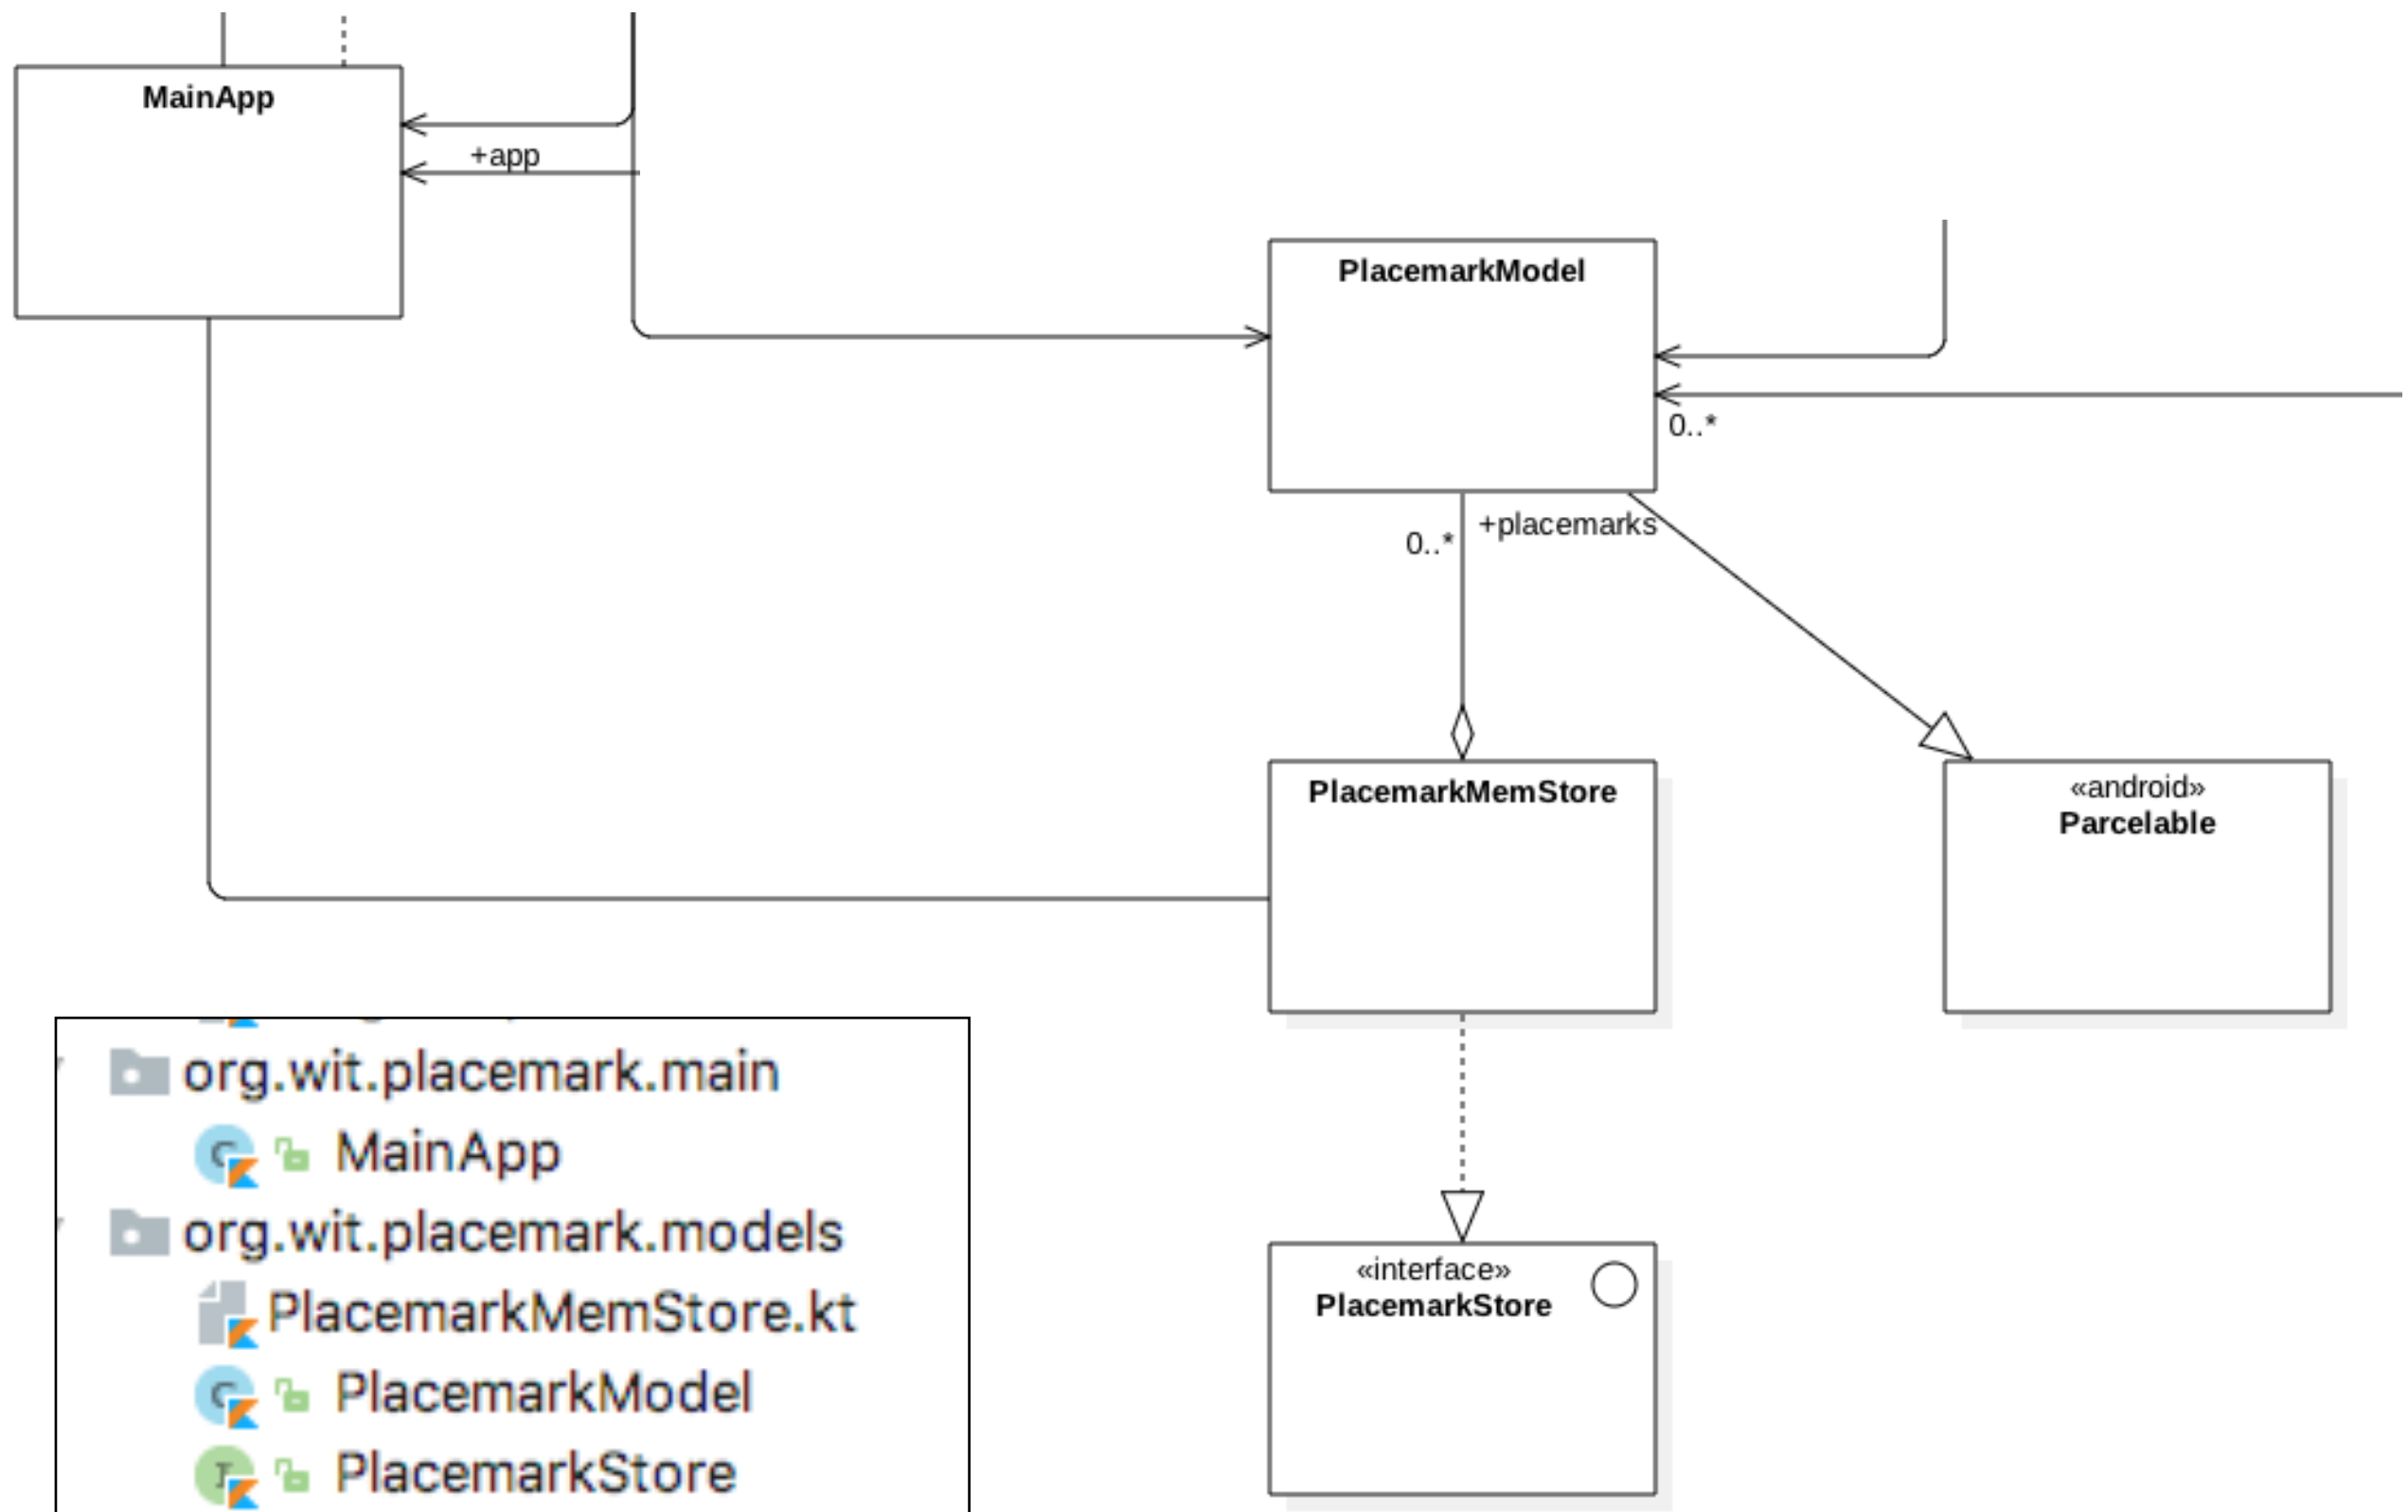 MainApp
+app
PlacemarkModel
0..*
0..*
+placemarks
PlacemarkMemStore
«android»
Parcelable
«interface»
PlacemarkStore
org.wit.placemark.main
MainApp
org.wit.placemark.models
PlacemarkMemStore.kt
PlacemarkModel
PlacemarkStore